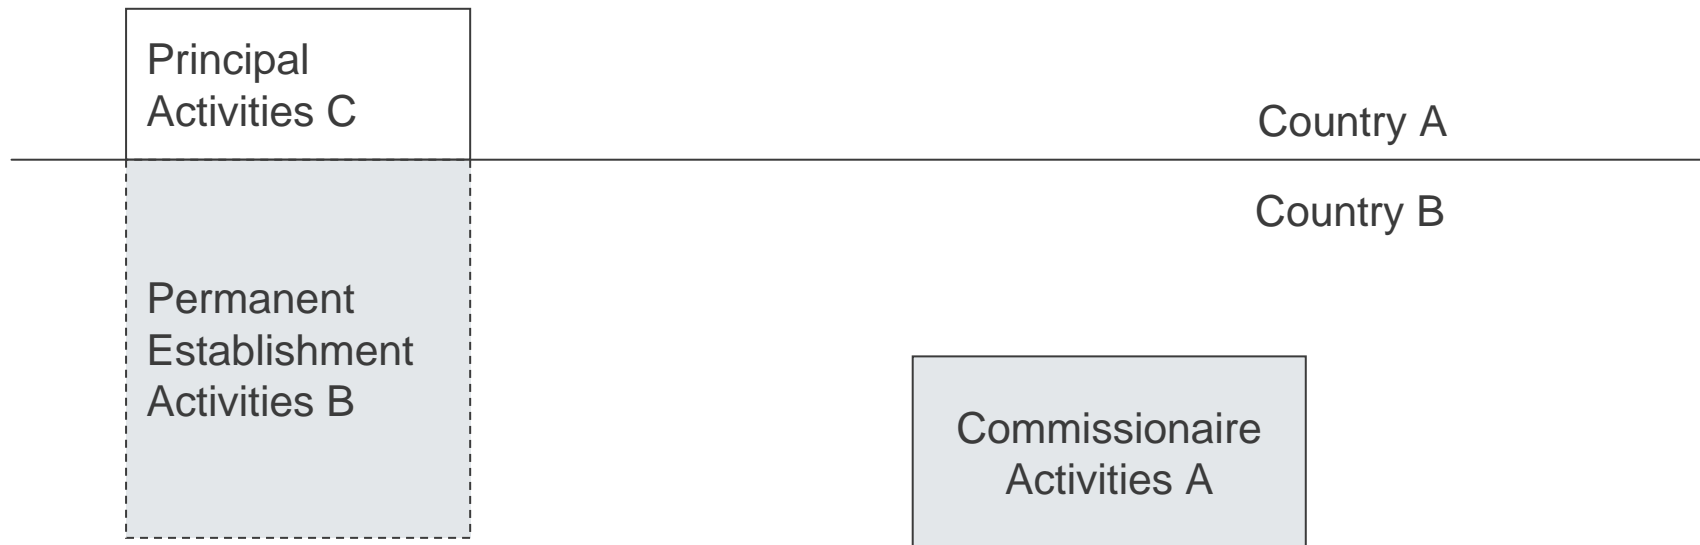 Principal
Activities C
Country A
Country B
Permanent
Establishment
Activities B
Commissionaire
Activities A